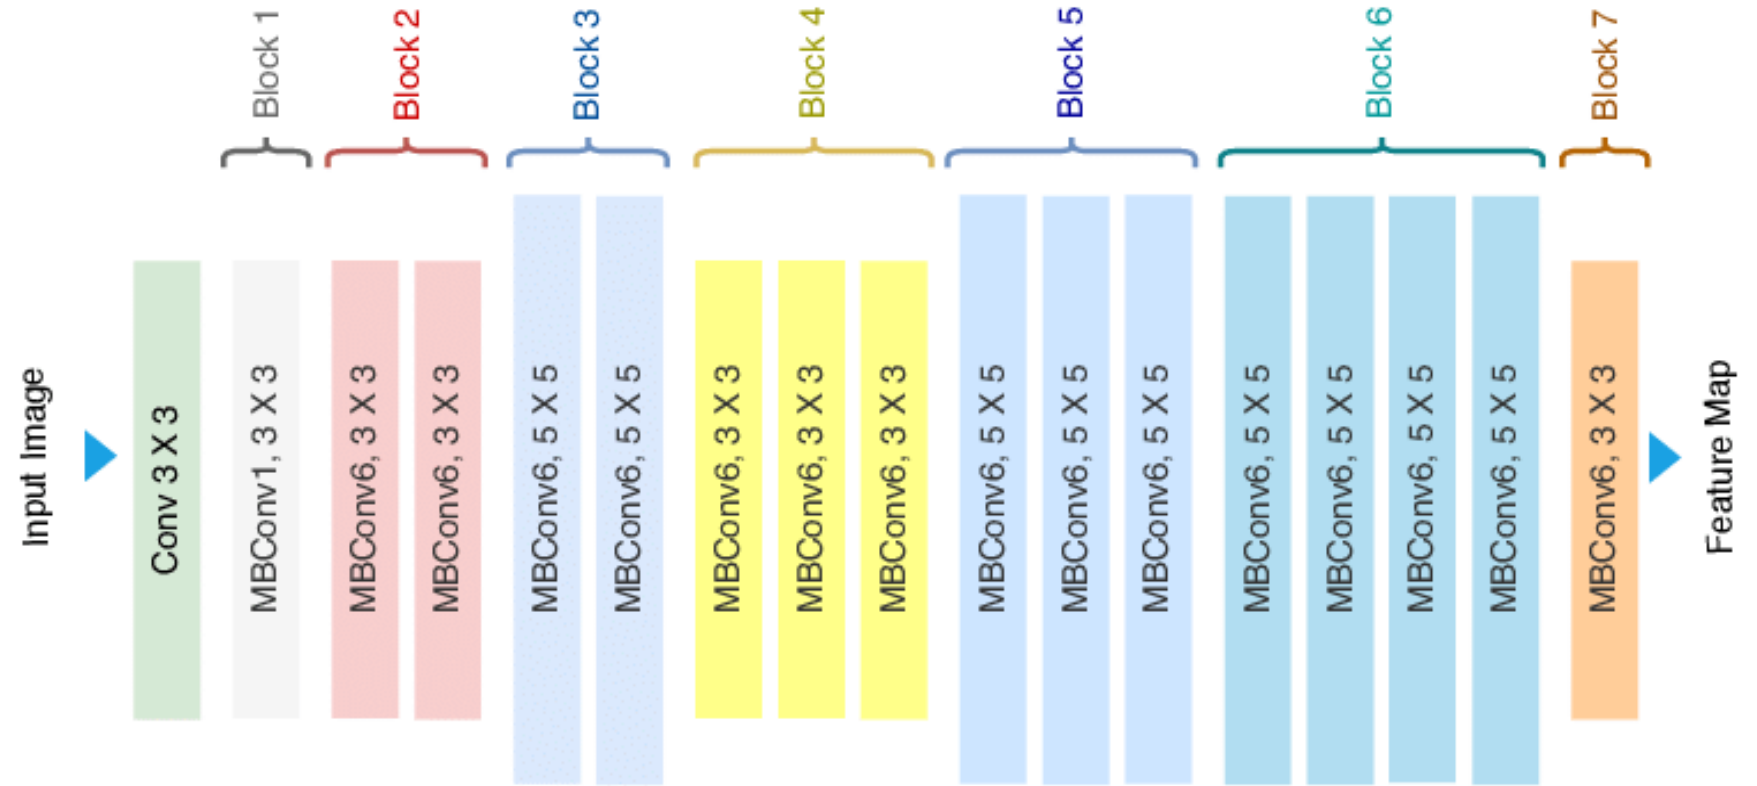 Block 1
Block 2
Block 3
Block 4
Block 5
Block 6
Block 7
Input Image
Conv 3 X 3
MBConv1, 3 X 3
MBConv6, 3 X 3
MBConv6, 3 X 3
MBConv6, 5 X 5
MBConv6, 5 X 5
MBConv6, 3 X 3
MBConv6, 3 X 3
MBConv6, 3 X 3
MBConv6, 5 X 5
MBConv6, 5 X 5
MBConv6, 5 X 5
MBConv6, 5 X 5
MBConv6, 5 X 5
MBConv6, 5 X 5
MBConv6, 5 X 5
MBConv6, 3 X 3
Feature Map